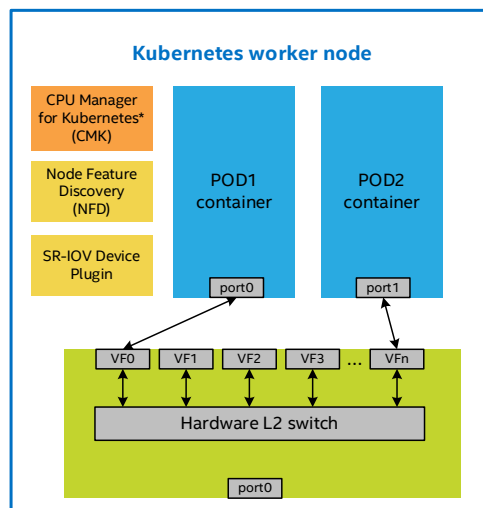 Kubernetes worker node
CPU Manager
for Kubernetes*
(CMK)
Node Feature
Discovery
(NFD)
SR-IOV Device
Plugin
POD1
container
port0
POD2
container
port1
VF0
VF1
VF2
VF3
...
VFn
Hardware L2 switch
port0